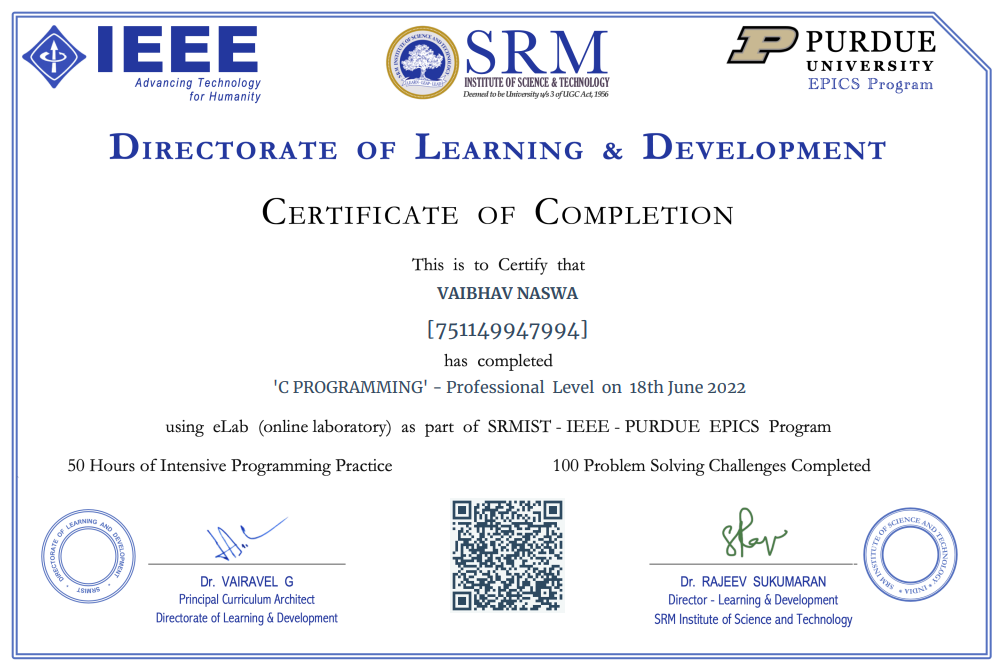 IEEE
Advancing Technology
for Humanity
SRM
INSTITUTE OF SCIENCE & TECHNOLOGY
Deemed to be University u/s 3 of UGC Act, 1956
P PURDUE
UNIVERSITY
EPICS Program
DIRECTORATE OF LEARNING & DEVELOPMENT
CERTIFICATE OF COMPLETION
This is to Certify that
VAIBHAV NASWA
[751149947994]
has completed
'C PROGRAMMING' - Professional Level on 18th June 2022
using eLab (online laboratory) as part of SRMIST - IEEE - PURDUE EPICS Program
50 Hours of Intensive Programming Practice
100 Problem Solving Challenges Completed
DIRECTORATE OF LEARNING AND DEVELOPMENT
SRMIST
Dr. VAIRAVEL G
Principal Curriculum Architect
Directorate of Learning & Development
Dr. RAJEEV SUKUMARAN
Director - Learning & Development
SRM Institute of Science and Technology
SRM INSTITUTE OF SCIENCE AND TECHNOLOGY * INDIA *